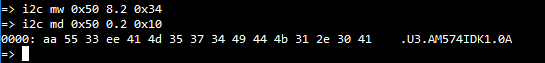 => i2c mw 0x50 8.2 0x34
=> i2c md 0x50 0.2 0x10
0000: aa 55 33 ee 41 4d 35 37 34 49 44 4b 31 2e 30 41    .U3.AM574IDK1.0A
=>